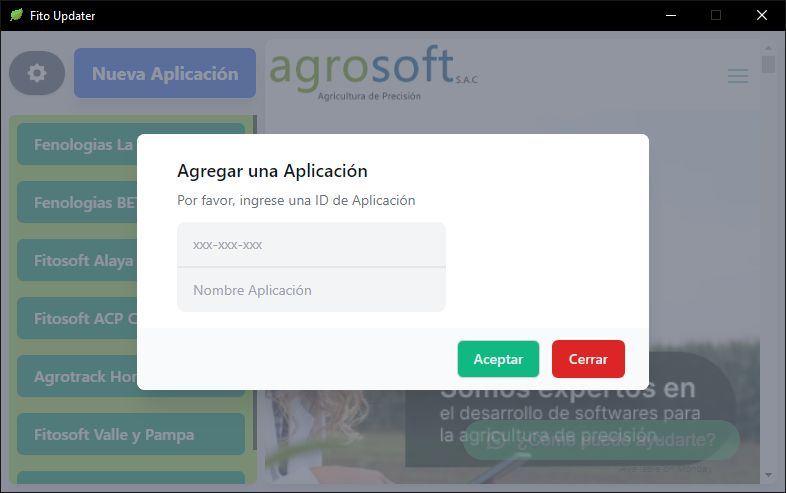 Fito Updater
Nueva Aplicación
agrosoft S.A.C
Agricultura de Precisión
Fenologias La
Fenologias BE
Fitosoft Alaya
Fitosoft ACP
Agrotrack Hor
Fitosoft Valle y Pampa
Agregar una Aplicación
Por favor, ingrese una ID de Aplicación
xxx-xxx-xxx
Nombre Aplicación
Aceptar
Cerrar
Somos expertos en
el desarrollo de softwares para
la agricultura de precisión.
¿Cómo puedo ayudarte?